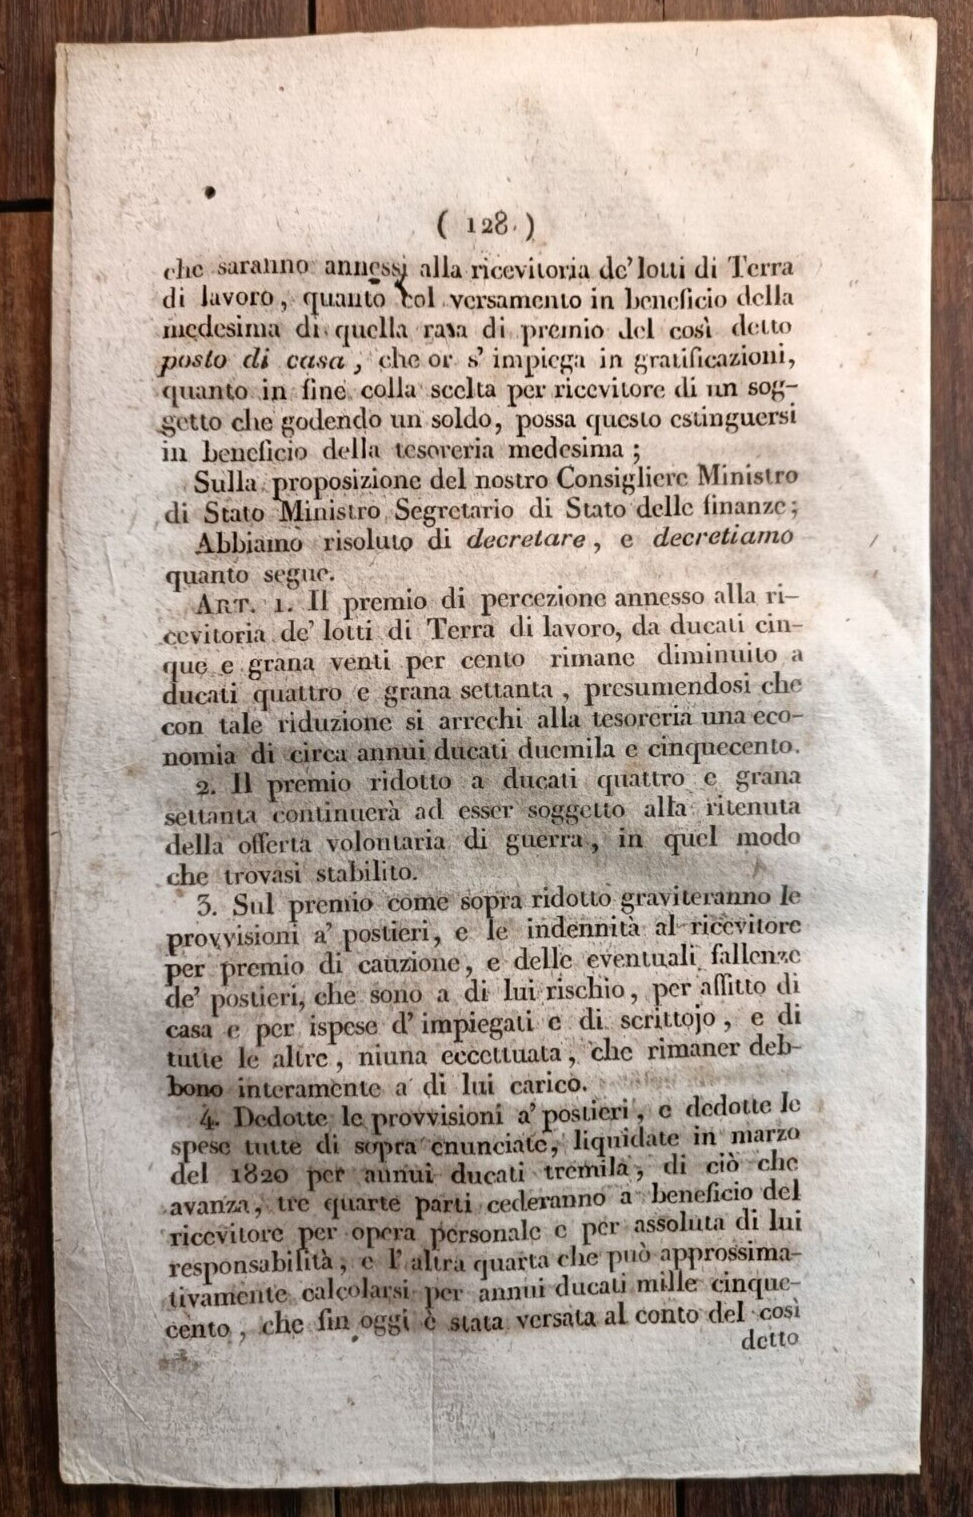 ( 128 )
che saranno annessi alla ricevitoria de' lotti di Terra
di lavoro, quanto col versamento in beneficio della
medesima di quella rata di premio del così detto
posto di casa, che or s' impiega in gratificazioni,
quanto in fine colla scelta per ricevitore di un sog-
getto che godendo un soldo, possa questo estinguersi
in beneficio della tesoreria medesima ;
Sulla proposizione del nostro Consigliere Ministro
di Stato Ministro Segretario di Stato delle finanze;
Abbiamo risoluto di decretare, e decretiamo
quanto segue.
ART. 1. Il premio di percezione annesso alla ri-
cevitoria de' lotti di Terra di lavoro, da ducati cin-
que e grana venti per cento rimane diminuito a
ducati quattro e grana settanta, presumendosi che
con tale riduzione si arrechi alla tesoreria una eco-
nomia di circa annui ducati duemila e cinquecento.
2. Il premio ridotto a ducati quattro e grana
settanta continuerà ad esser soggetto alla ritenuta
della offerta volontaria di guerra, in quel modo
che trovasi stabilito.
3. Sul premio come sopra ridotto graviteranno le
provvisioni a' postieri, e le indennità al ricevitore
per premio di cauzione, e delle eventuali fallenze
de' postieri, che sono a di lui rischio, per affitto di
casa e per ispese d' impiegati e di scrittojo, e di
tutte le altre, niuna eccettuata, che rimaner deb-
bono interamente a di lui carico.
4. Dedotte le provvisioni a' postieri, e dedotte le
spese tutte di sopra enunciate, liquidate in marzo
del 1820 per annui ducati tremila, di ciò che
avanza, tre quarte parti cederanno a beneficio del
ricevitore per opera personale e per assoluta di lui
responsabilità, e l' altra quarta che può approssima-
tivamente calcolarsi per annui ducati mille cinque-
cento, che fin oggi è stata versata al conto del così
detto